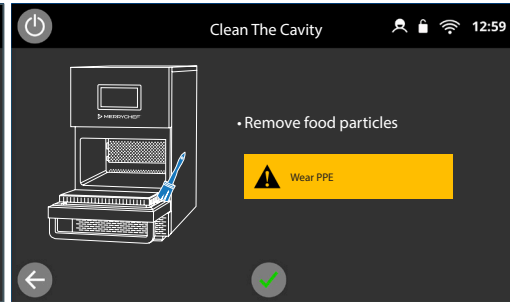 Clean The Cavity
12:59
MERRYCHEF
• Remove food particles
Wear PPE